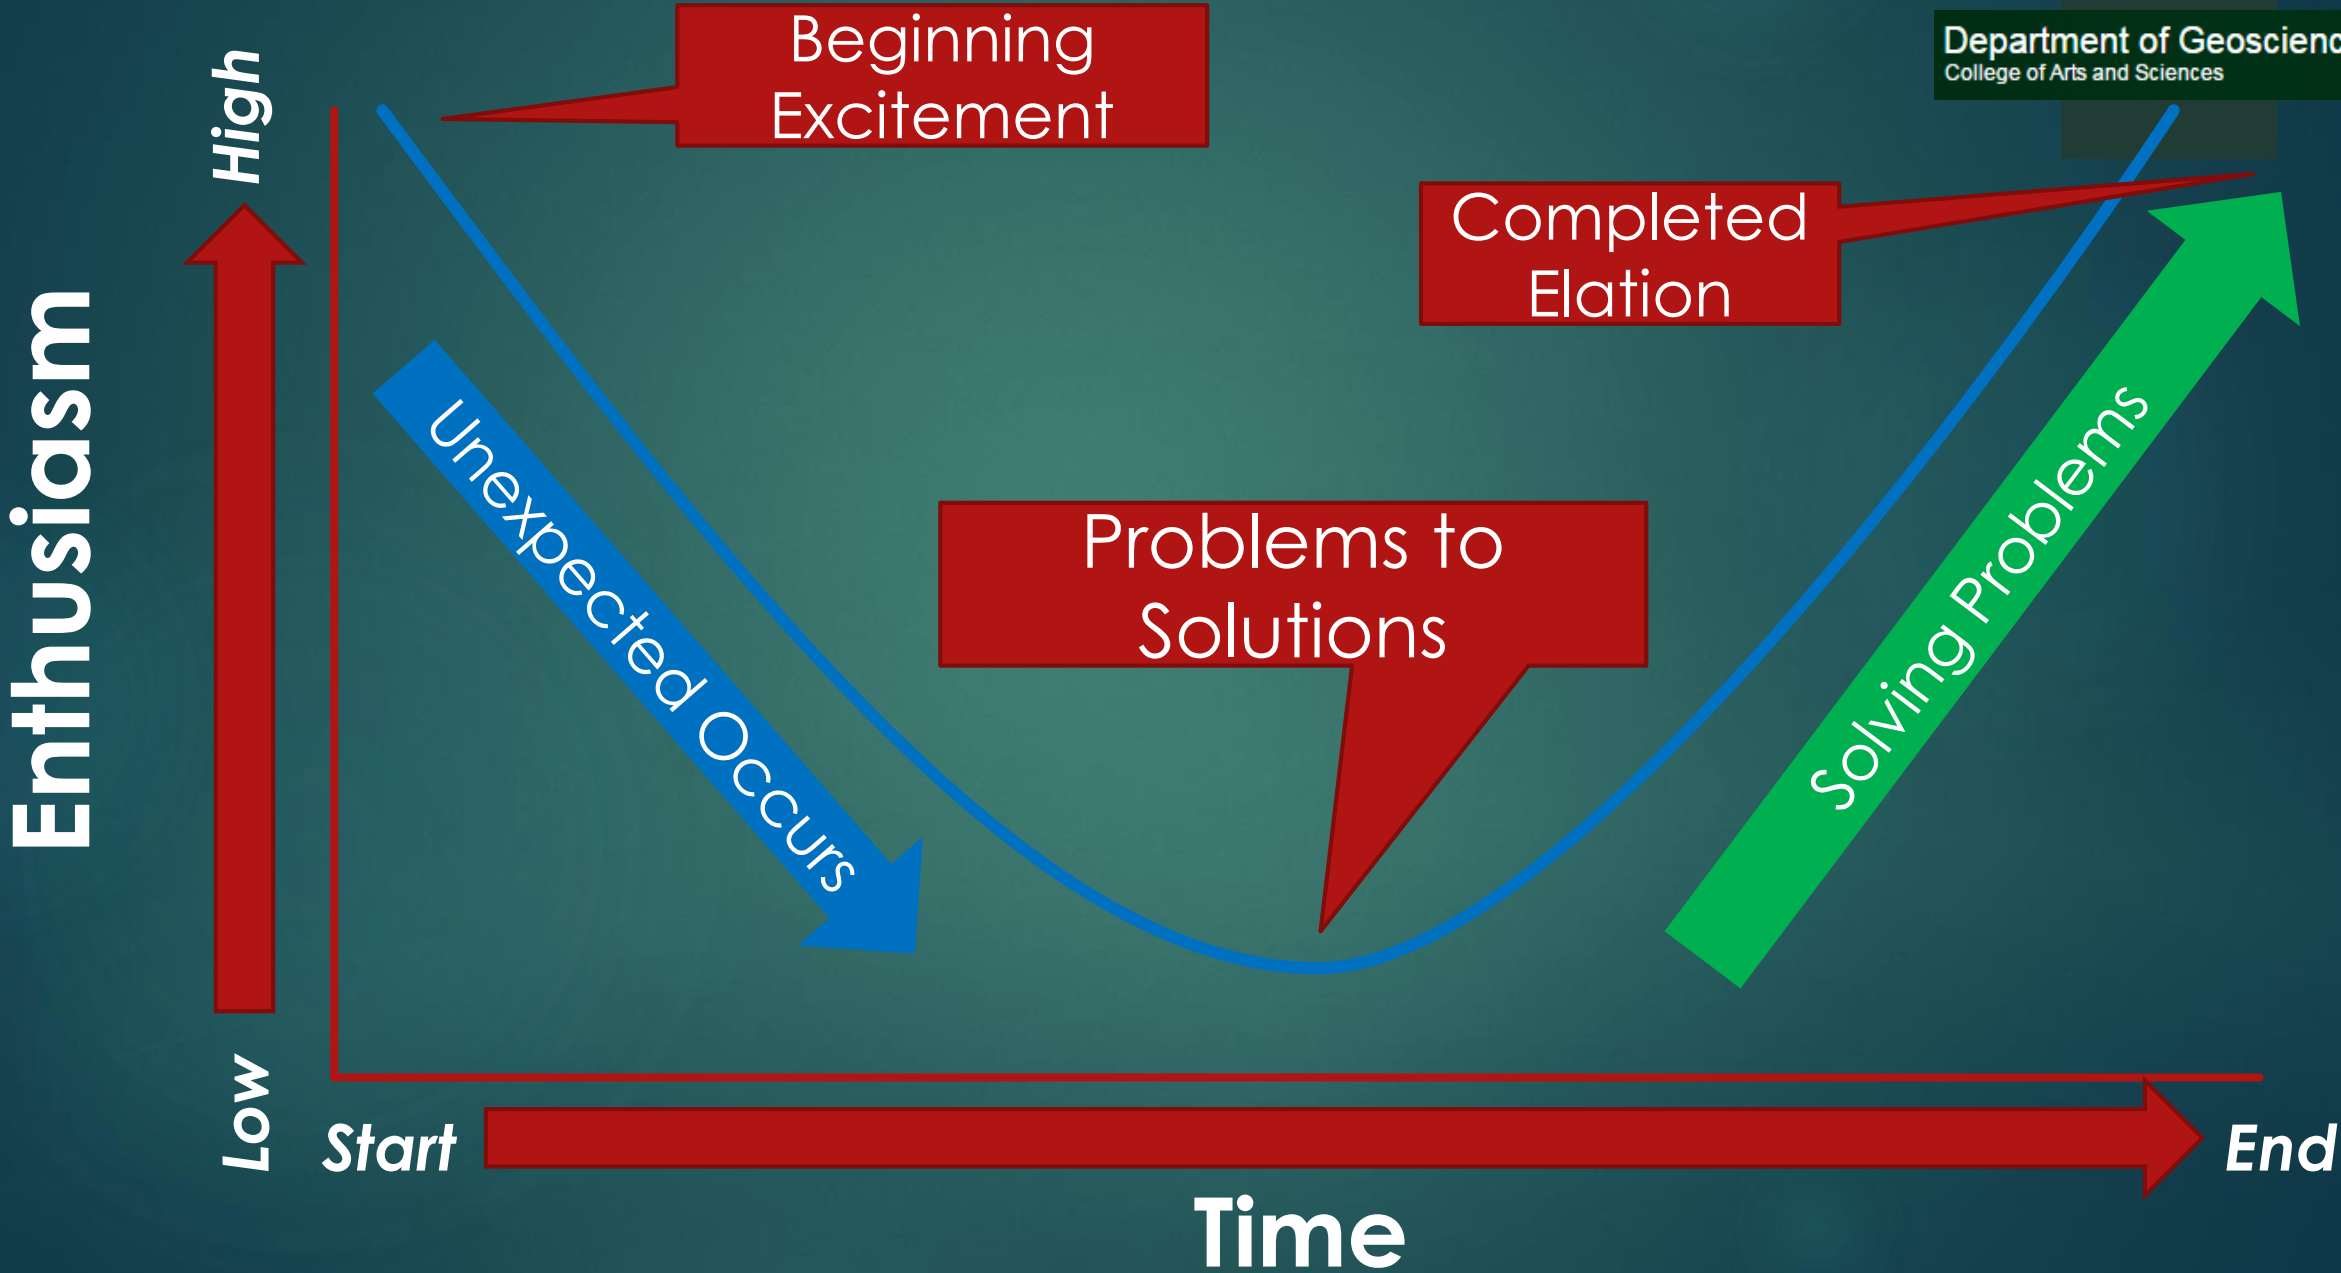 Beginning
Excitement
Department of Geoscienc
College of Arts and Sciences
High
Completed
Elation
Enthusiasm
Unexpected Occurs
Problems to
Solutions
Solving Problems
Low
Start
End
Time